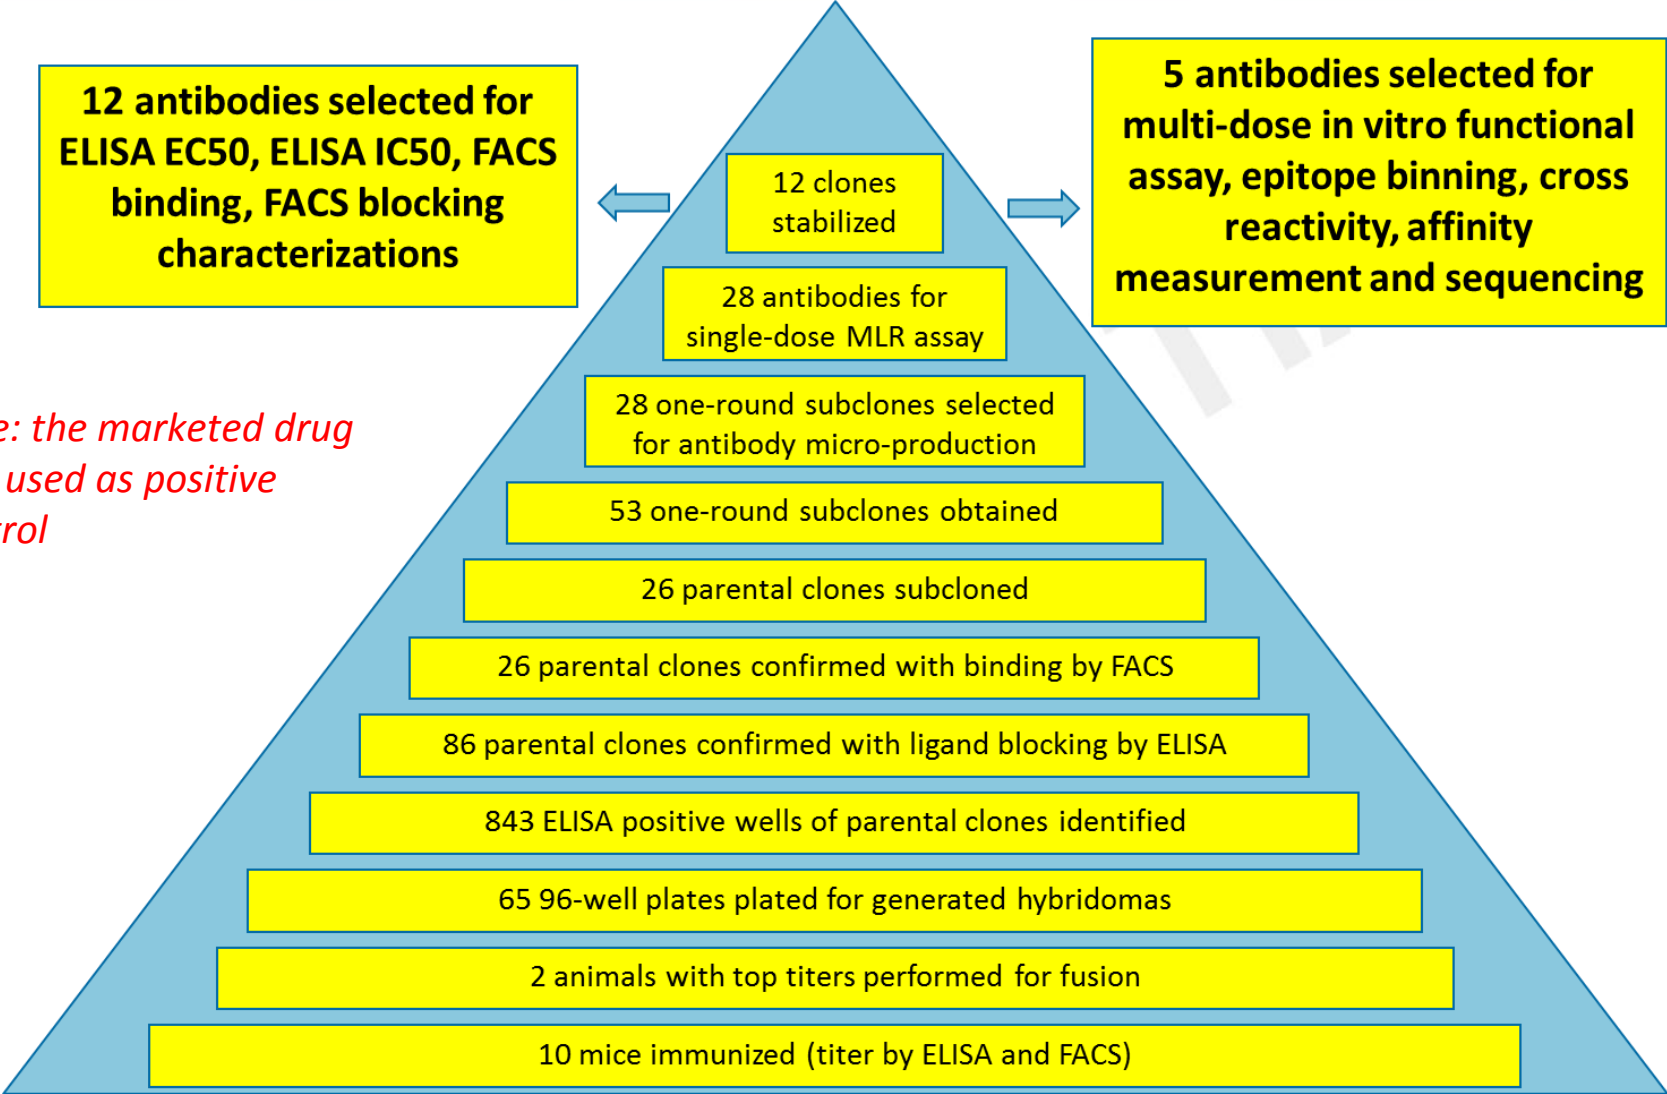 12 antibodies selected for
ELISA EC50, ELISA IC50, FACS
binding, FACS blocking
characterizations
5 antibodies selected for
multi-dose in vitro functional
assay, epitope binning, cross
reactivity, affinity
measurement and sequencing
12 clones
stabilized
28 antibodies for
single-dose MLR assay
28 one-round subclones selected
for antibody micro-production
e: the marketed drug
used as positive
trol
53 one-round subclones obtained
26 parental clones subcloned
26 parental clones confirmed with binding by FACS
86 parental clones confirmed with ligand blocking by ELISA
843 ELISA positive wells of parental clones identified
65 96-well plates plated for generated hybridomas
2 animals with top titers performed for fusion
10 mice immunized (titer by ELISA and FACS)